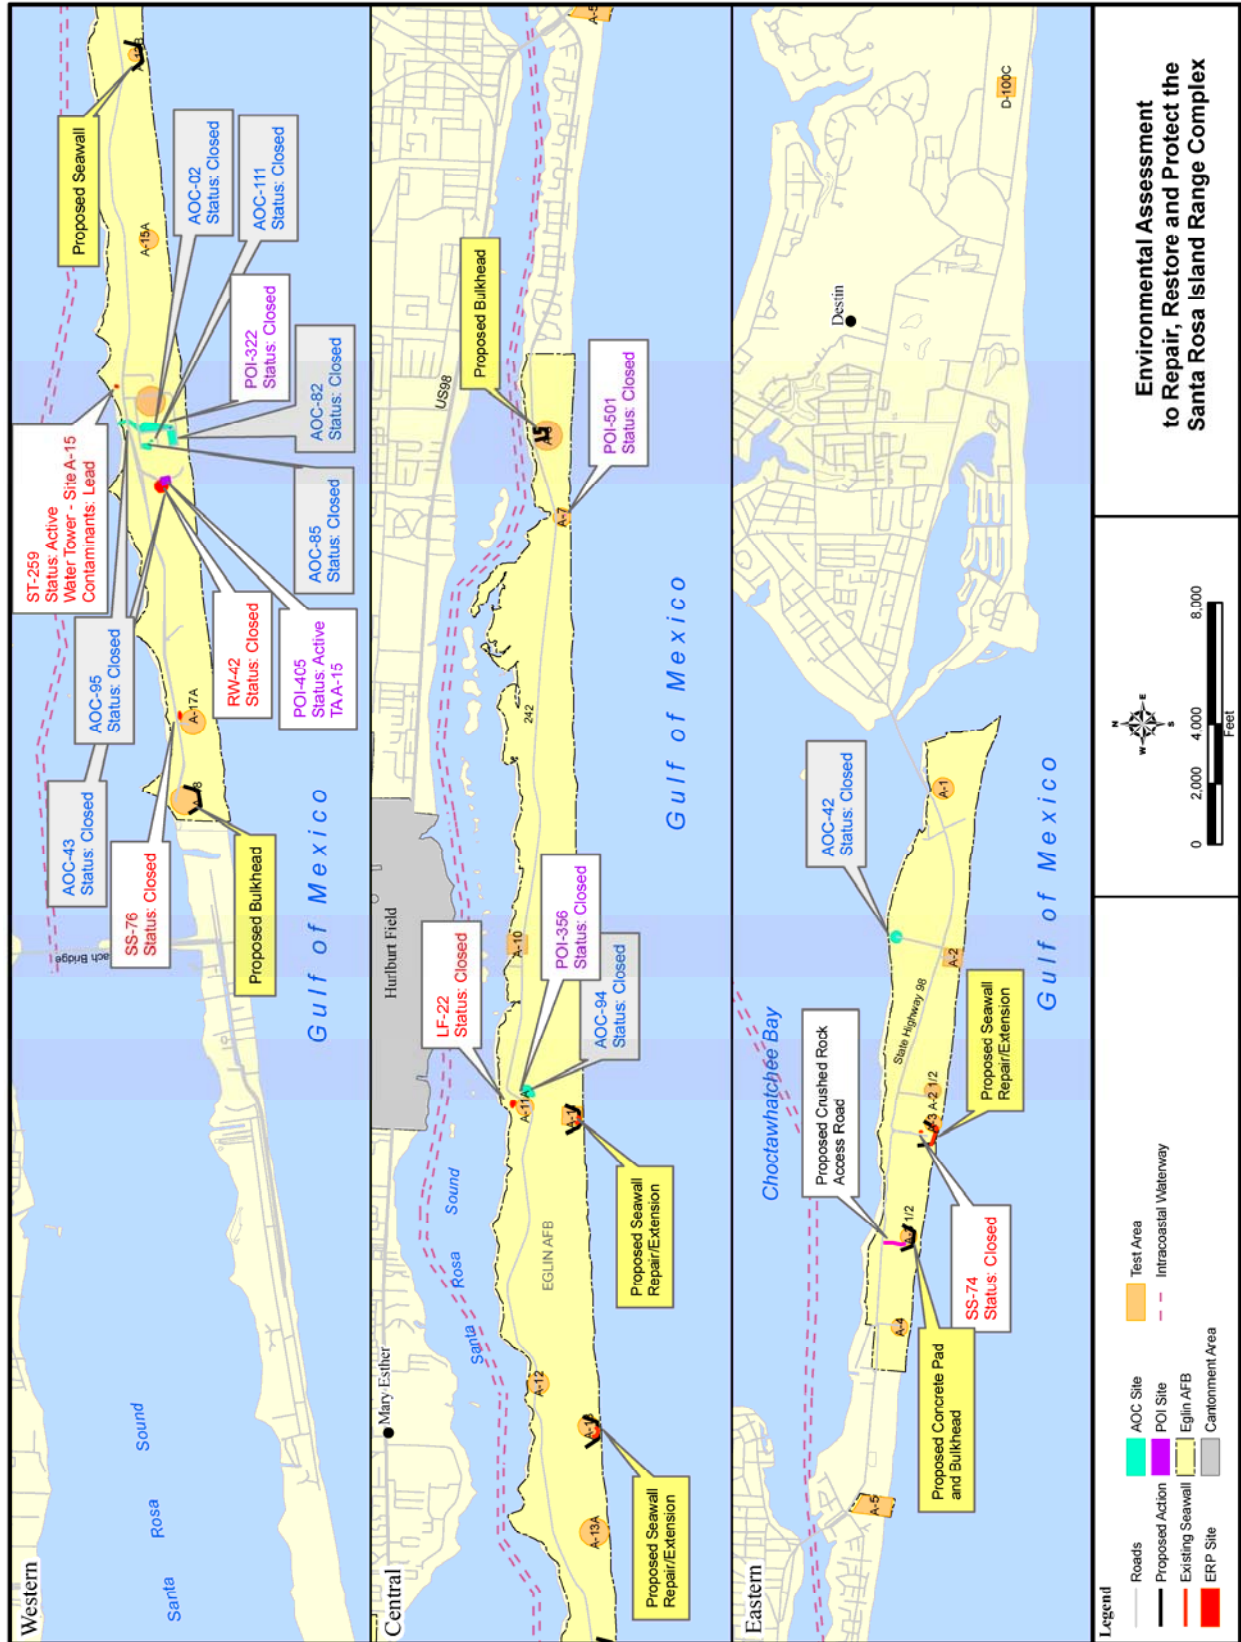 Western
Santa
Rosa
Sound
Gulf of Mexico
ach Bridge
AOC-43
Status: Closed
SS-76
Status: Closed
Proposed Bulkhead
A-17A
AOC-95
Status: Closed
ST-259
Status: Active
Water Tower - Site A-15
Contaminants: Lead
RW-42
Status: Closed
POI-405
Status: Active
TA A-15
AOC-85
Status: Closed
AOC-82
Status: Closed
POI-322
Status: Closed
AOC-111
Status: Closed
AOC-02
Status: Closed
A-15A
Proposed Seawall
Central
Mary Esther
Santa
Rosa
Sound
Hurlburt Field
US98
A-13A
A-12
EGLIN AFB
A-11A
A-10
242
A-7
A-5
Proposed Seawall
Repair/Extension
Proposed Seawall
Repair/Extension
LF-22
Status: Closed
POI-356
Status: Closed
AOC-94
Status: Closed
Proposed Bulkhead
POI-501
Status: Closed
Gulf of Mexico
Eastern
Choctawhatchee Bay
A-5
A-4
1/2
A-2 1/2
A-2
A-1
State Highway 98
Proposed Concrete Pad
and Bulkhead
Proposed Crushed Rock
Access Road
SS-74
Status: Closed
Proposed Seawall
Repair/Extension
AOC-42
Status: Closed
Gulf of Mexico
Destin
D-100C
Legend
Roads
Proposed Action
Existing Seawall
ERP Site
AOC Site
POI Site
Eglin AFB
Cantonment Area
Test Area
Intracoastal Waterway
N
W
E
S
0
2,000
4,000
8,000
Feet
Environmental Assessment
to Repair, Restore and Protect the
Santa Rosa Island Range Complex